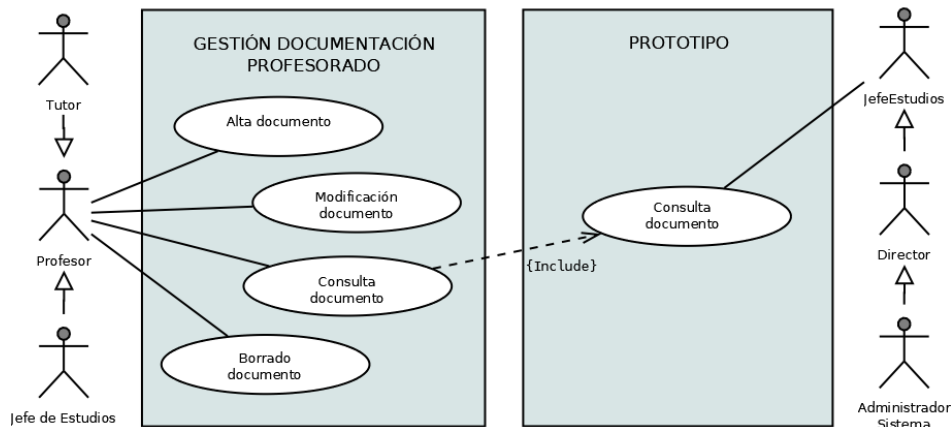 GESTIÓN DOCUMENTACIÓN
PROFESORADO
PROTOTIPO
Tutor
Alta documento
JefeEstudios
Modificación
documento
Consulta
documento
Profesor
Director
{Include}
Consulta
documento
Borrado
documento
Jefe de Estudios
Administrador
Sistema